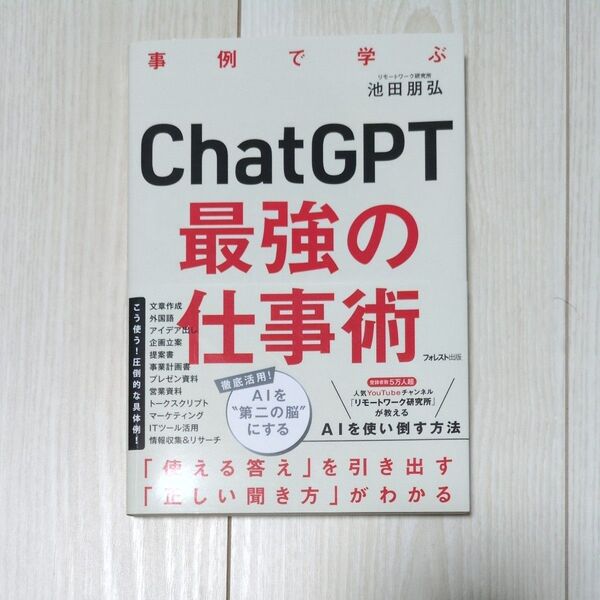 事例で学ぶ
リモートワーク研究所
池田朋弘
ChatGPT
最強の
仕事術
フォレスト出版
こう使う！圧倒的な具体例！
文章作成
外国語
アイデア出し
企画立案
提案書
事業計画書
プレゼン資料
営業資料
トークスクリプト
マーケティング
ITツール活用
情報収集&リサーチ
徹底活用！
AIを
“第二の脳”
にする
登録者数5万人超
人気YouTubeチャンネル
「リモートワーク研究所」
が教える
AIを使い倒す方法
「使える答え」を引き出す
「正しい聞き方」がわかる